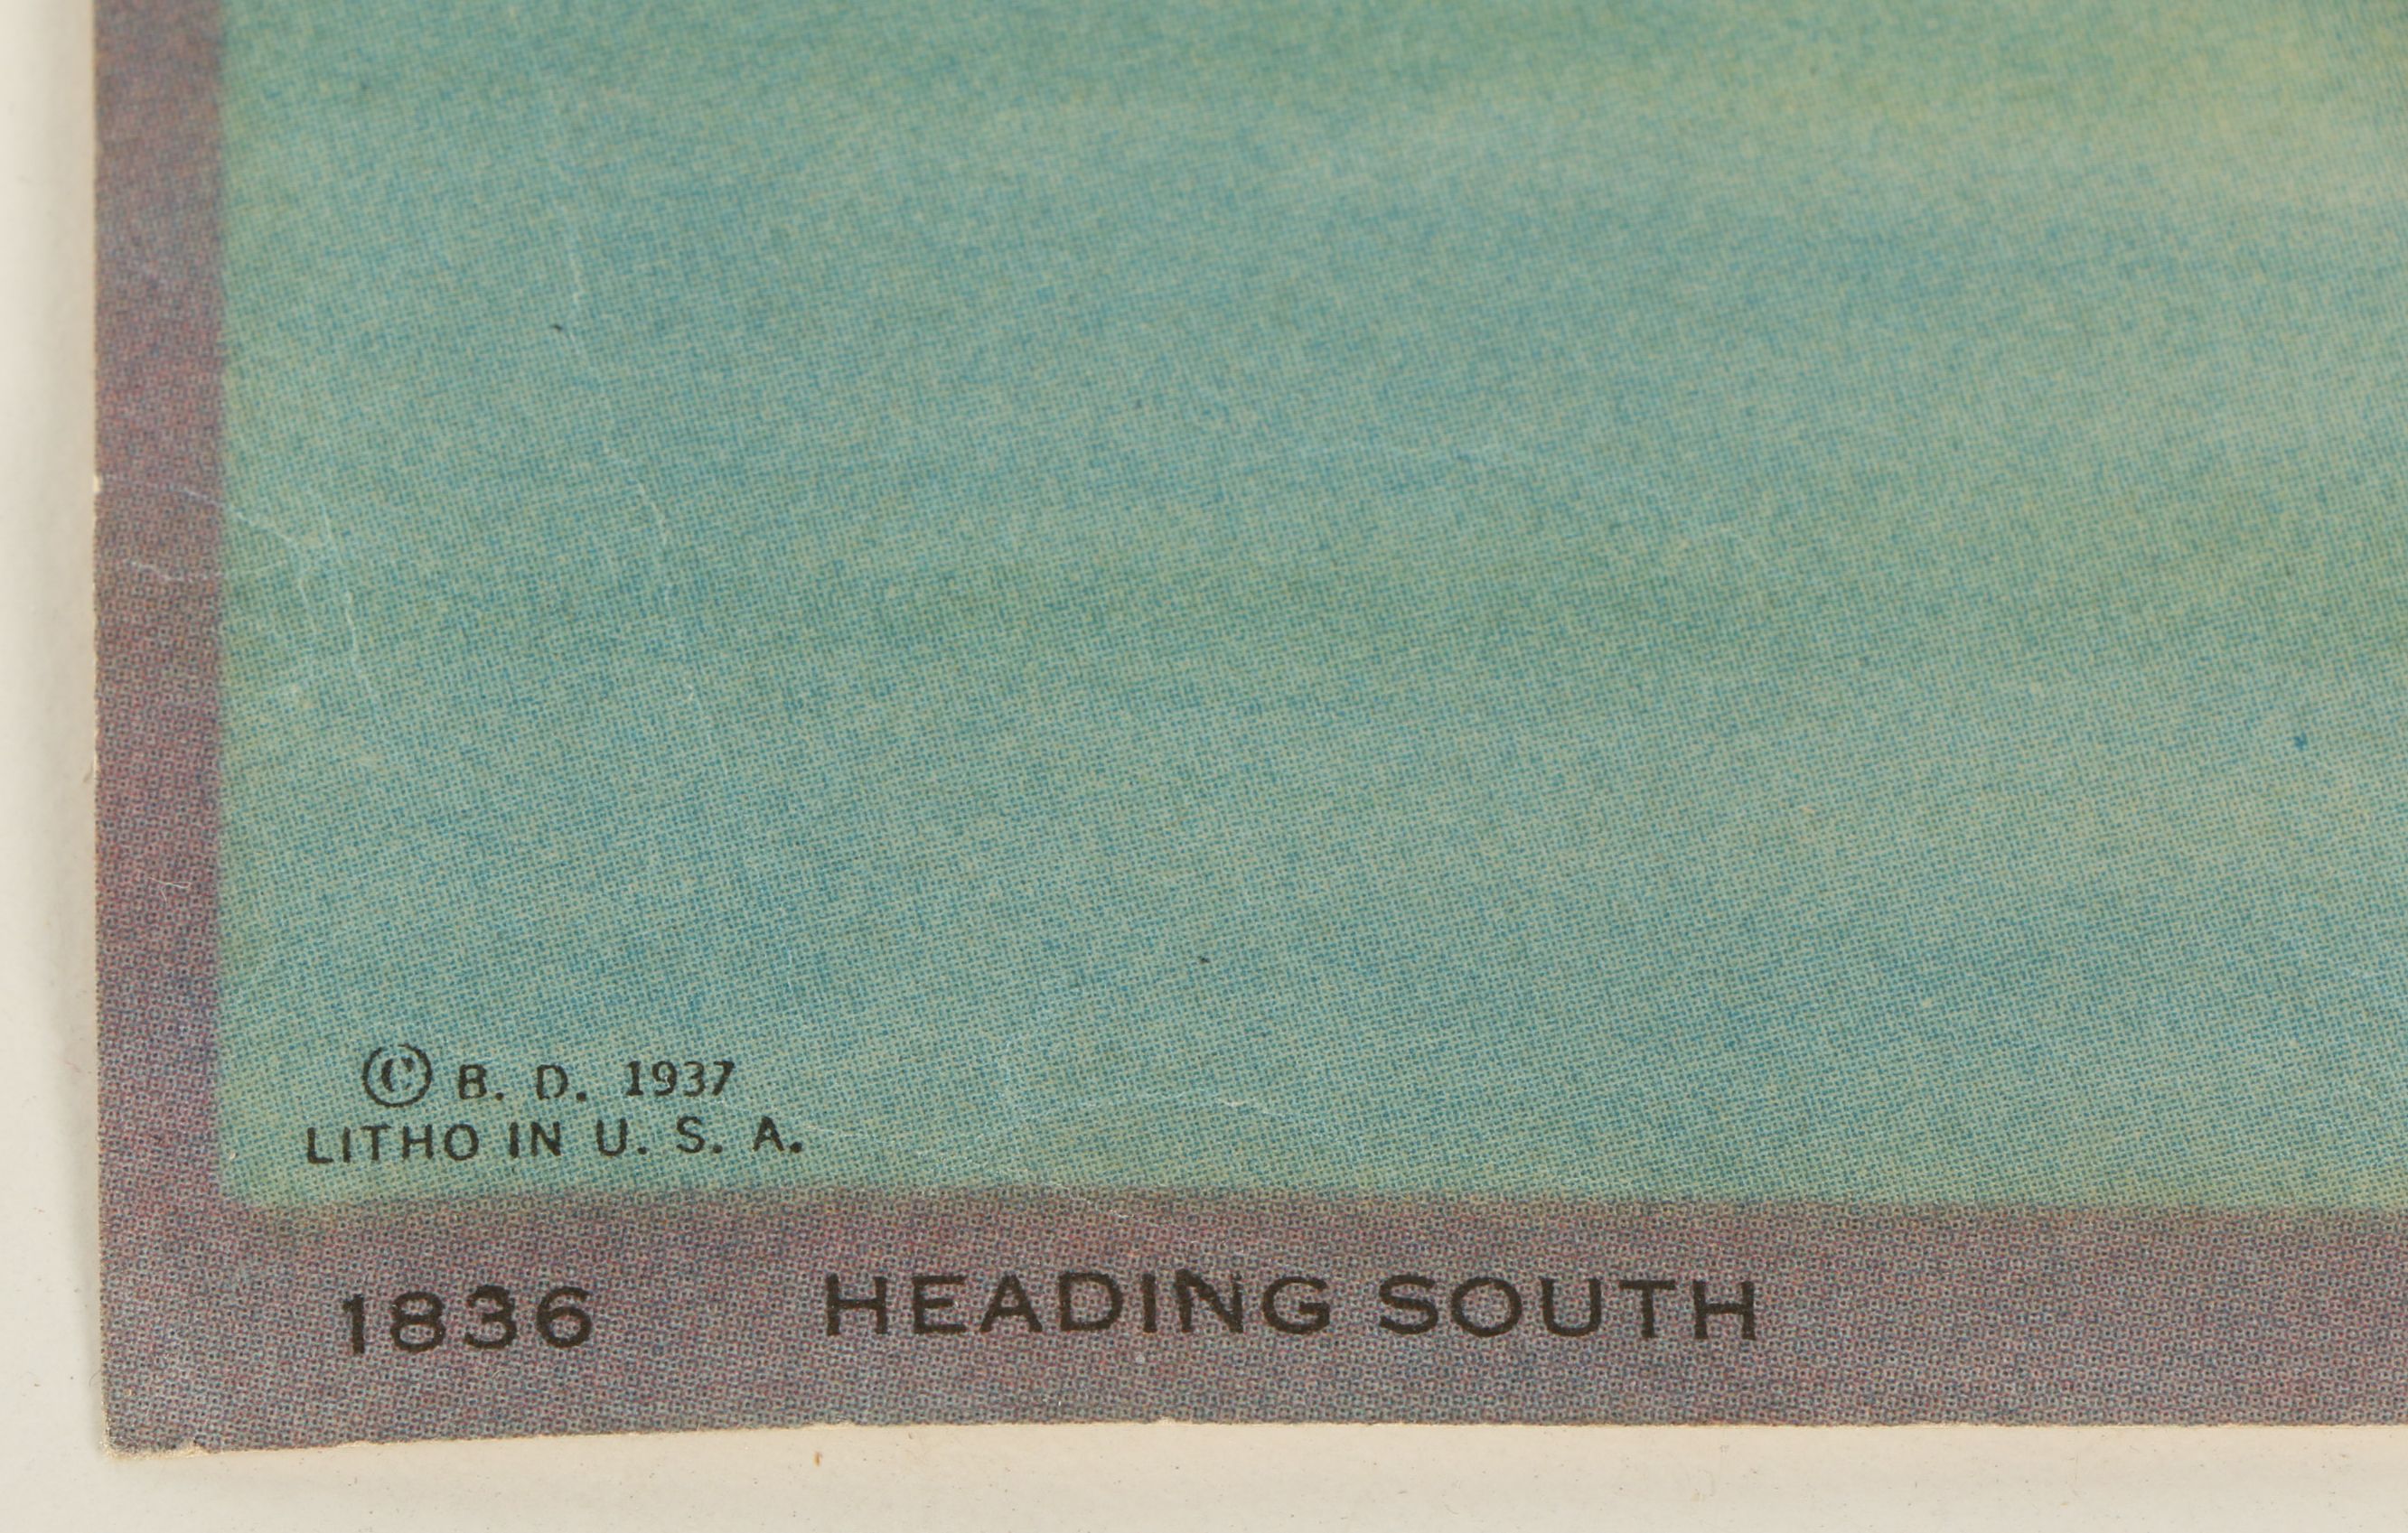 © B. D. 1937
LITHO IN U. S. A.
1836 HEADING SOUTH